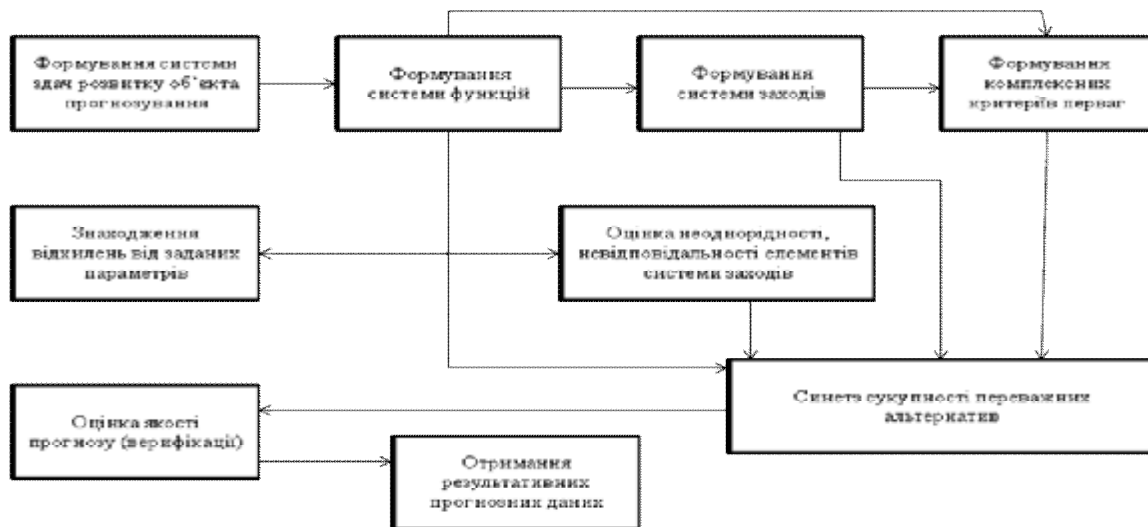 Формування системи
здач розвитку об`єкта
прогнозування
Формування
системи функцій
Формування
системи заходів
Формування
комплексних
критеріїв перваг
Знаходження
відхилень від заданих
параметрів
Оцінка неоднорідності,
невідповідальності елементів
системи заходів
Синетз сукупності переважних
альтернатив
Оцінка якості
прогнозу (верифікації)
Отримання
результативних
прогнозних даних